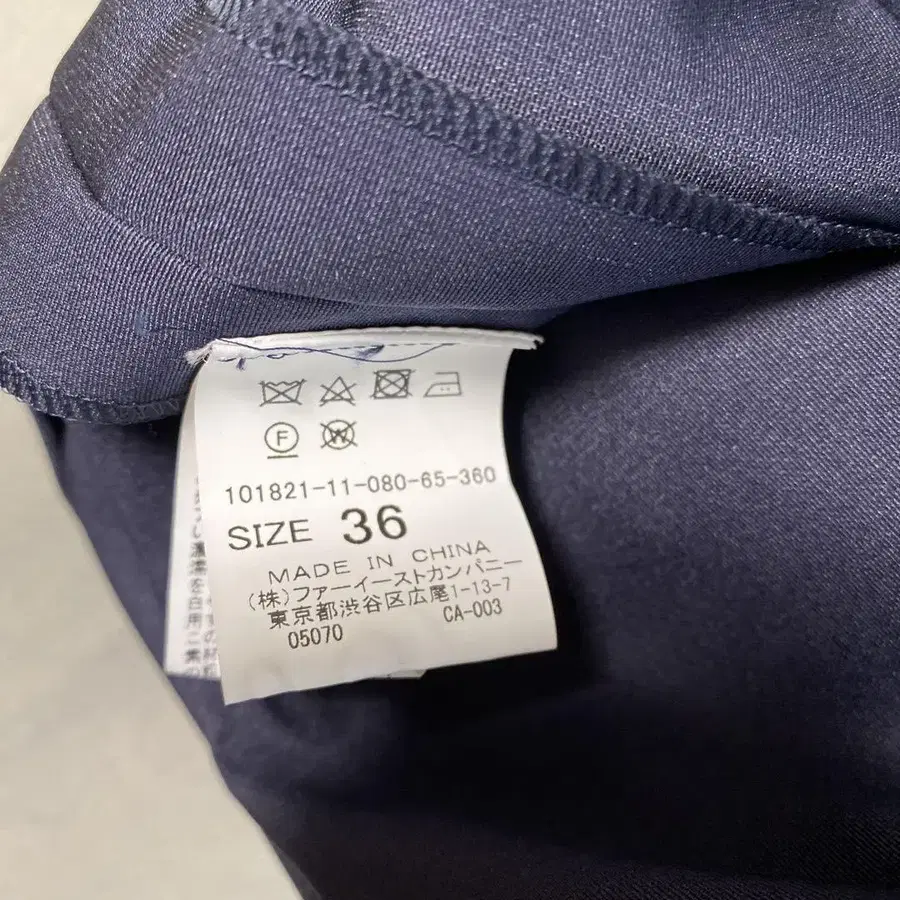 F W
101821-11-080-65-360
SIZE 36
MADE IN CHINA
(株)ファーイーストカンパニー
東京都渋谷区広尾1-13-7
05070 CA-003